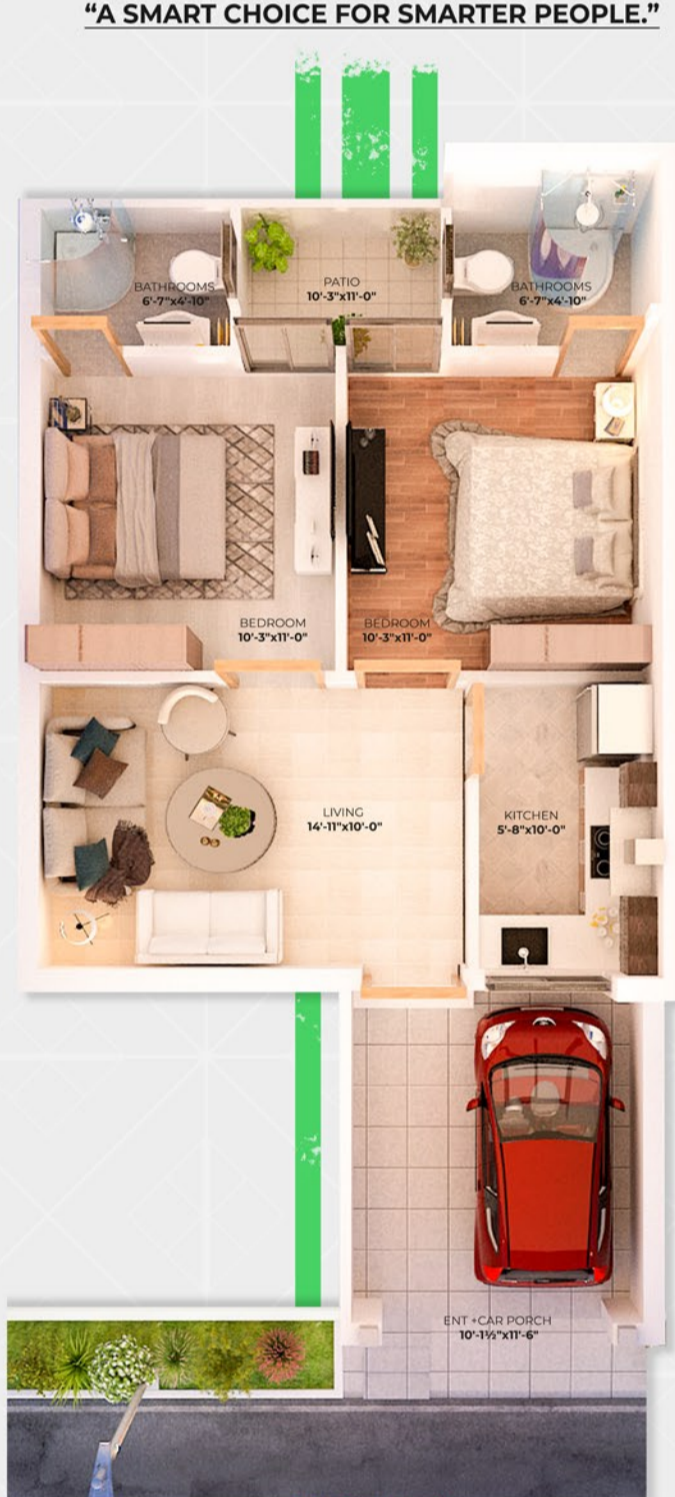 “A SMART CHOICE FOR SMARTER PEOPLE.”
BATHROOMS
6'-7"x4'-10"
PATIO
10'-3"x11'-0"
BATHROOMS
6'-7"x4'-10"
BEDROOM
10'-3"x11'-0"
BEDROOM
10'-3"x11'-0"
LIVING
14'-11"x10'-0"
KITCHEN
5'-8"x10'-0"
ENT +CAR PORCH
10'-1½"x11'-6"